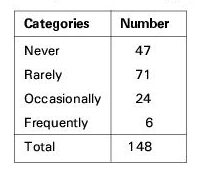 Categories Number
Never 47
Rarely 71
Occasionally 24
Frequently 6
Total 148